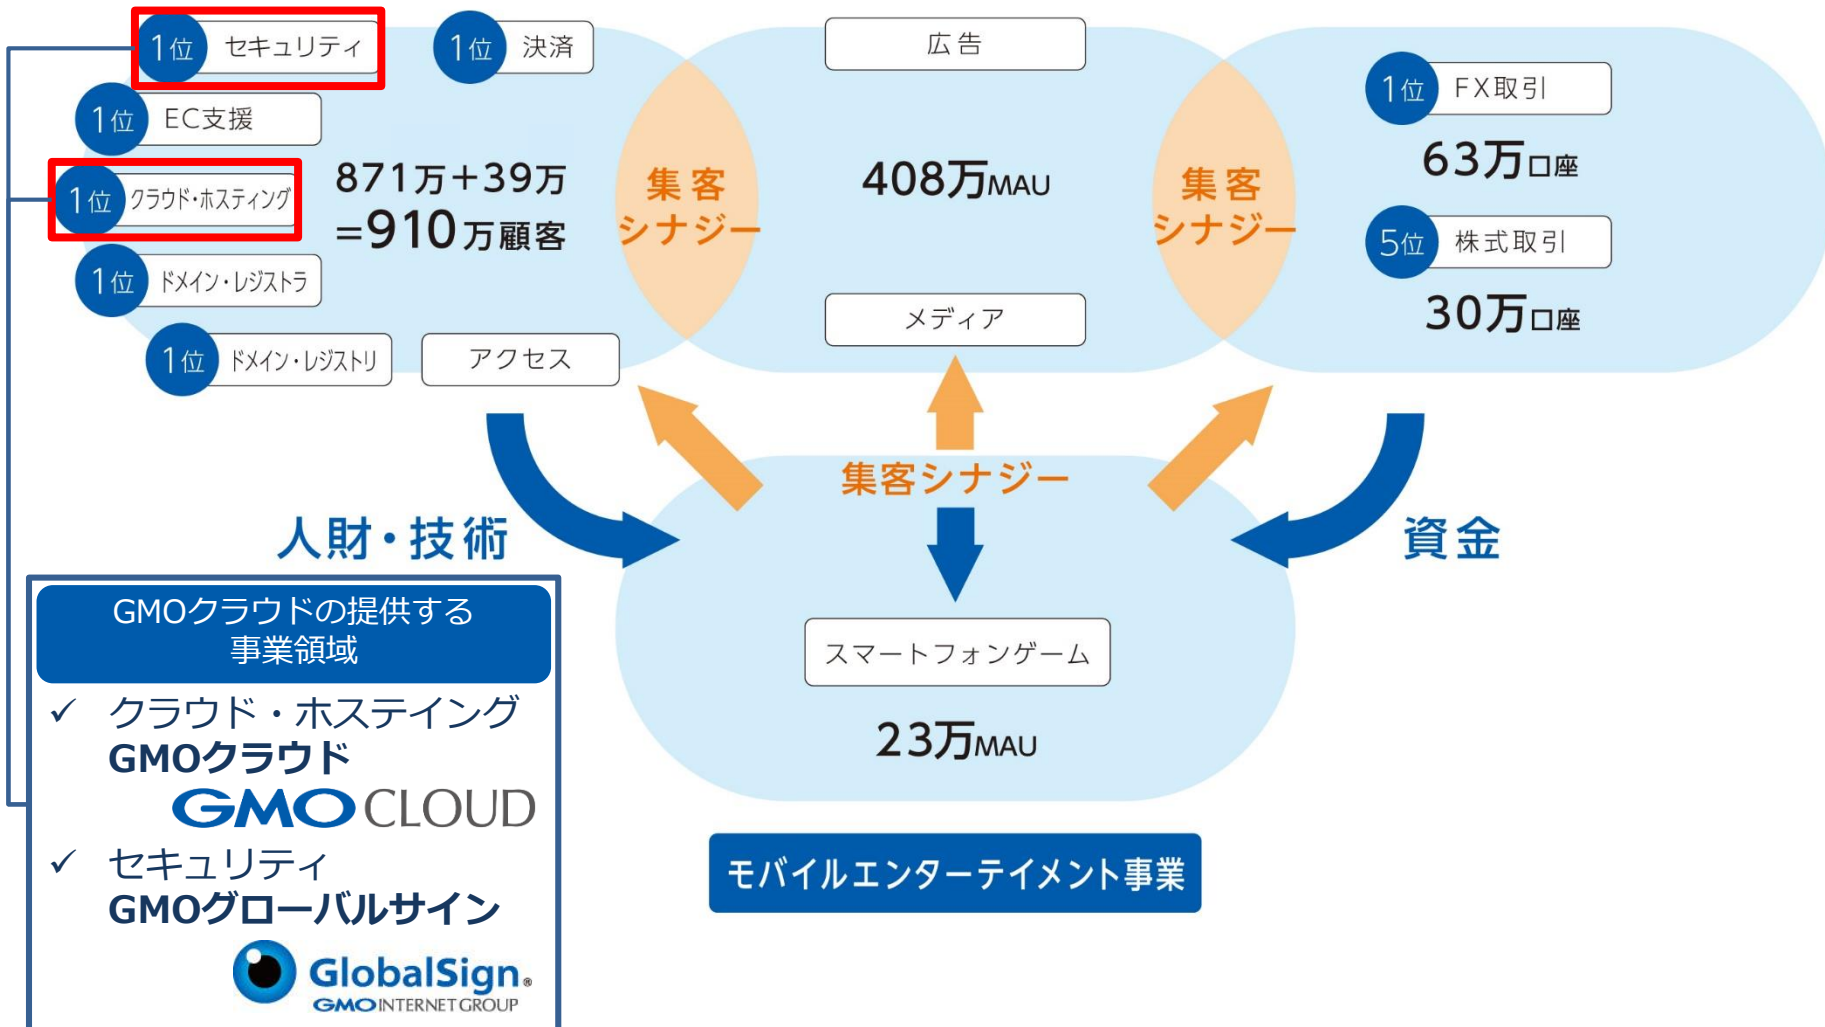 1位 セキュリティ
1位 決済
1位 EC支援
1位 クラウド・ホスティング
871万+39万
=910万顧客
1位 ドメイン・レジストラ
1位 ドメイン・レジストリ
アクセス
集客
シナジー
広告
408万MAU
メディア
集客
シナジー
1位 FX取引
63万口座
5位 株式取引
30万口座
集客シナジー
人財・技術
資金
スマートフォンゲーム
23万MAU
モバイルエンターテイメント事業
GMOクラウドの提供する
事業領域
✓ クラウド・ホステイング
GMOクラウド
GMO CLOUD
✓ セキュリティ
GMOグローバルサイン
GlobalSign®
GMO INTERNET GROUP